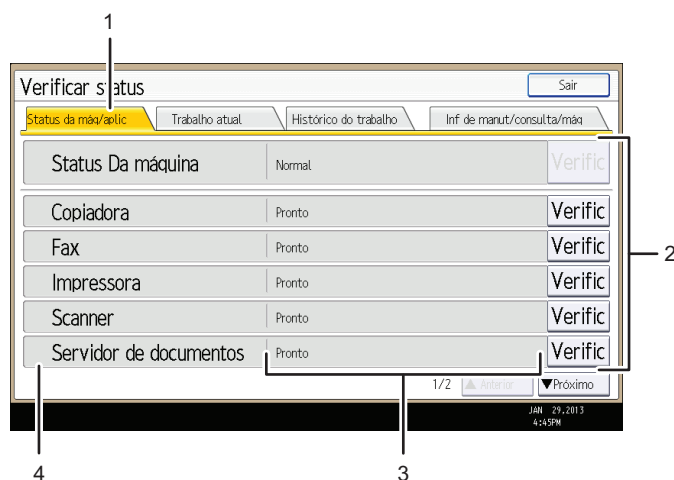 1
Verificar status
Sair
Status da máq/aplic
Trabalho atual
Histórico do trabalho
Inf de manut/consulta/máq
Status Da máquina Normal Verific
Copiadora Pronto Verific
Fax Pronto Verific
Impressora Pronto Verific
Scanner Pronto Verific
Servidor de documentos Pronto Verific
2
1/2 ▲ Anterior ▼Próximo
JAN 29,2013
4:45PM
4 3